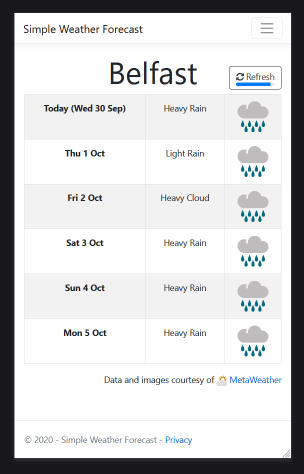 Simple Weather Forecast
Belfast
Refresh
Today (Wed 30 Sep) Heavy Rain
Thu 1 Oct Light Rain
Fri 2 Oct Heavy Cloud
Sat 3 Oct Heavy Rain
Sun 4 Oct Heavy Rain
Mon 5 Oct Heavy Rain
Data and images courtesy of MetaWeather
© 2020 - Simple Weather Forecast - Privacy